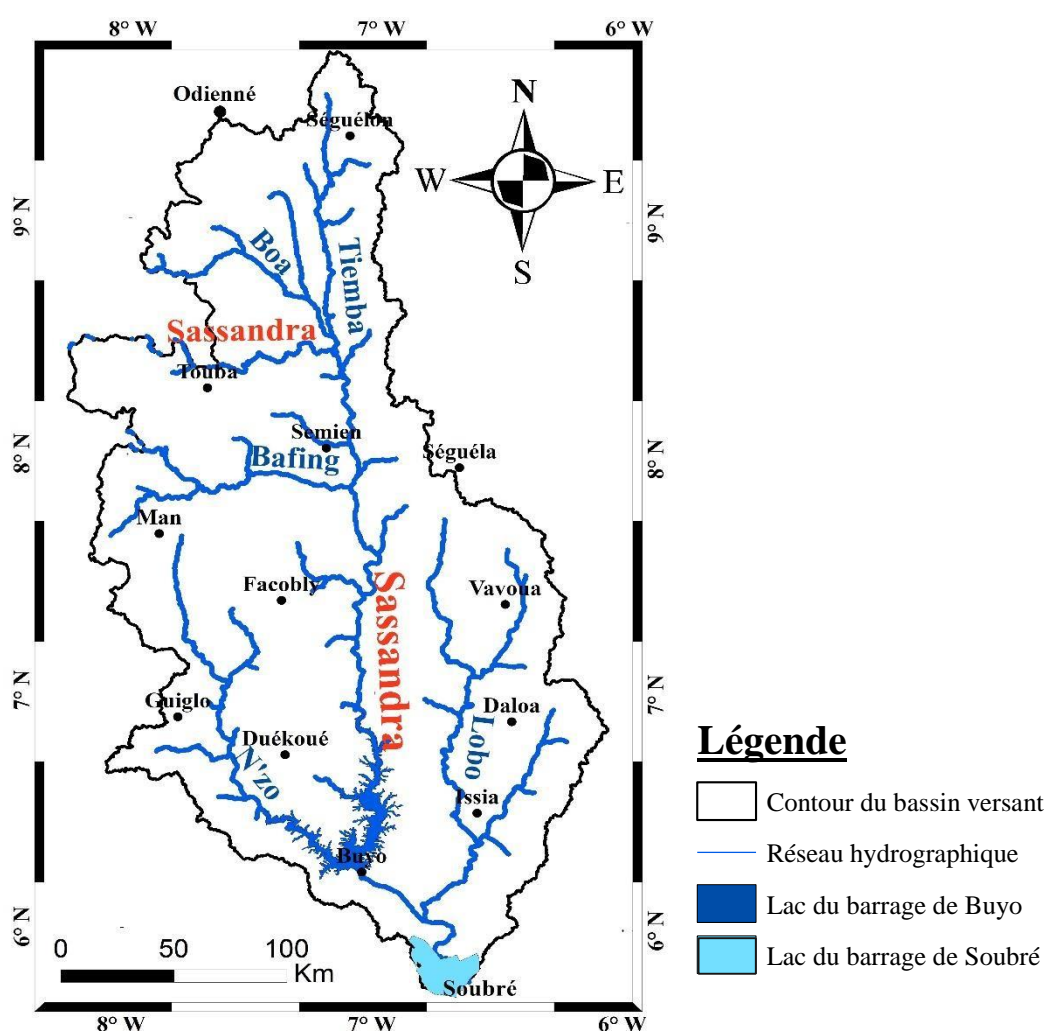 8° W 7° W 6° W
N
W E
S
Odienné
Séguélon
9° N 9° N
Boa
Tiemba
Sassandra
Touba
Semien
Bafing
Séguéla
8° N 8° N
Man
Facobly
Sassandra
Vavoua
7° N 7° N
Guiglo
Daloa
Duékoué
N'zo
Lobo
Issia
Buyo
6° N 6° N
0 50 100
Km
Soubré
8° W 7° W 6° W
Légende
Contour du bassin versant
Réseau hydrographique
Lac du barrage de Buyo
Lac du barrage de Soubré